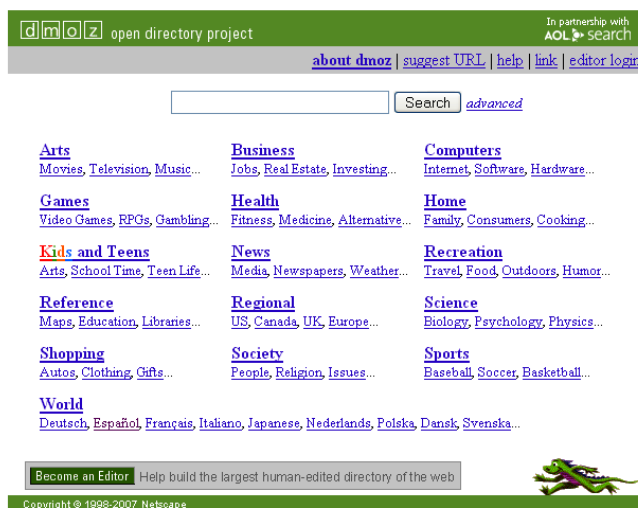 dmoz open directory project
In partnership with
AOL search
about dmoz | suggest URL | help | link | editor login
Search advanced
Arts
Movies, Television, Music...
Business
Jobs, Real Estate, Investing...
Computers
Internet, Software, Hardware...
Games
Video Games, RPGs, Gambling...
Health
Fitness, Medicine, Alternative...
Home
Family, Consumers, Cooking...
Kids and Teens
Arts, School Time, Teen Life...
News
Media, Newspapers, Weather...
Recreation
Travel, Food, Outdoors, Humor...
Reference
Maps, Education, Libraries...
Regional
US, Canada, UK, Europe...
Science
Biology, Psychology, Physics...
Shopping
Autos, Clothing, Gifts...
Society
People, Religion, Issues...
Sports
Baseball, Soccer, Basketball...
World
Deutsch, Español, Français, Italiano, Japanese, Nederlands, Polska, Dansk, Svenska...
Become an Editor Help build the largest human-edited directory of the web
Copyright © 1998-2007 Netscape